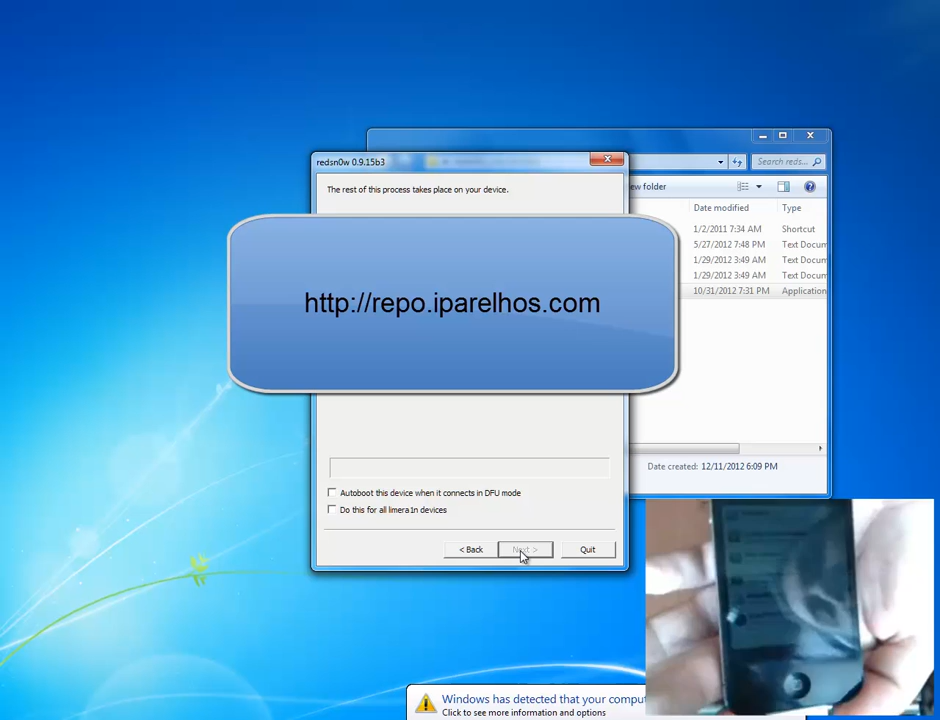 redsn0w 0.9.15b3
The rest of this process takes place on your device.
Search reds...
ew folder
Date modified Type
1/2/2011 7:34 AM Shortcut
5/27/2012 7:48 PM Text Docum
1/29/2012 3:49 AM Text Docum
1/29/2012 3:49 AM Text Docum
10/31/2012 7:31 PM Application
http://repo.iparelhos.com
Date created: 12/11/2012 6:09 PM
Autoboot this device when it connects in DFU mode
Do this for all limera1n devices
< Back Next > Quit
Windows has detected that your comput
Click to see more information and options